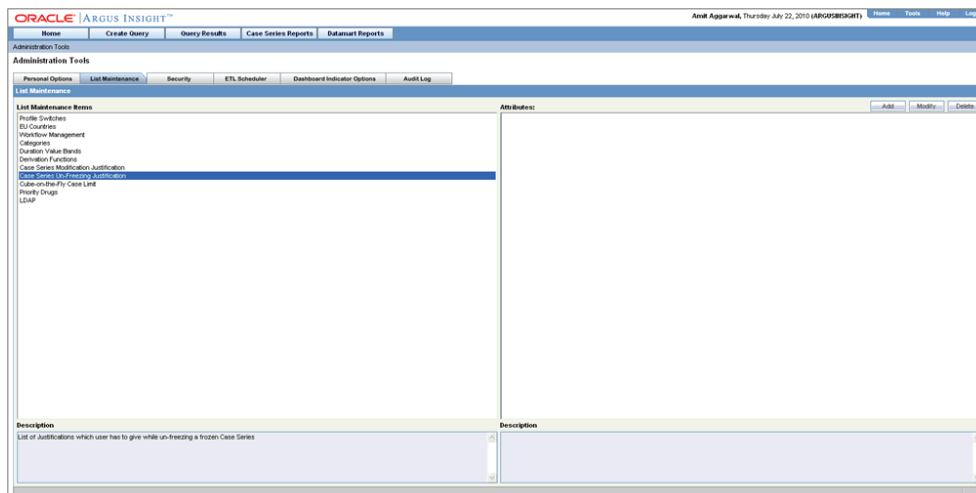 ORACLE | ARGUS INSIGHT™
Amit Aggarwal, Thursday July 22, 2010 (ARGUSINSIGHT) Home Tools Help Log
Home Create Query Query Results Case Series Reports Datamart Reports
Administration Tools
Administration Tools
Personal Options List Maintenance Security ETL Scheduler Dashboard Indicator Options Audit Log
List Maintenance
List Maintenance Items Attributes: Add Modify Delete
Profile Switches
EU Countries
Workflow Management
Categories
Duration Value Bands
Derivation Functions
Case Series Modification Justification
Case Series Un-Freezing Justification
Cube-on-the-Fly Case Limit
Priority Drugs
LDAP
Description Description
List of Justifications which user has to give while un-freezing a frozen Case Series